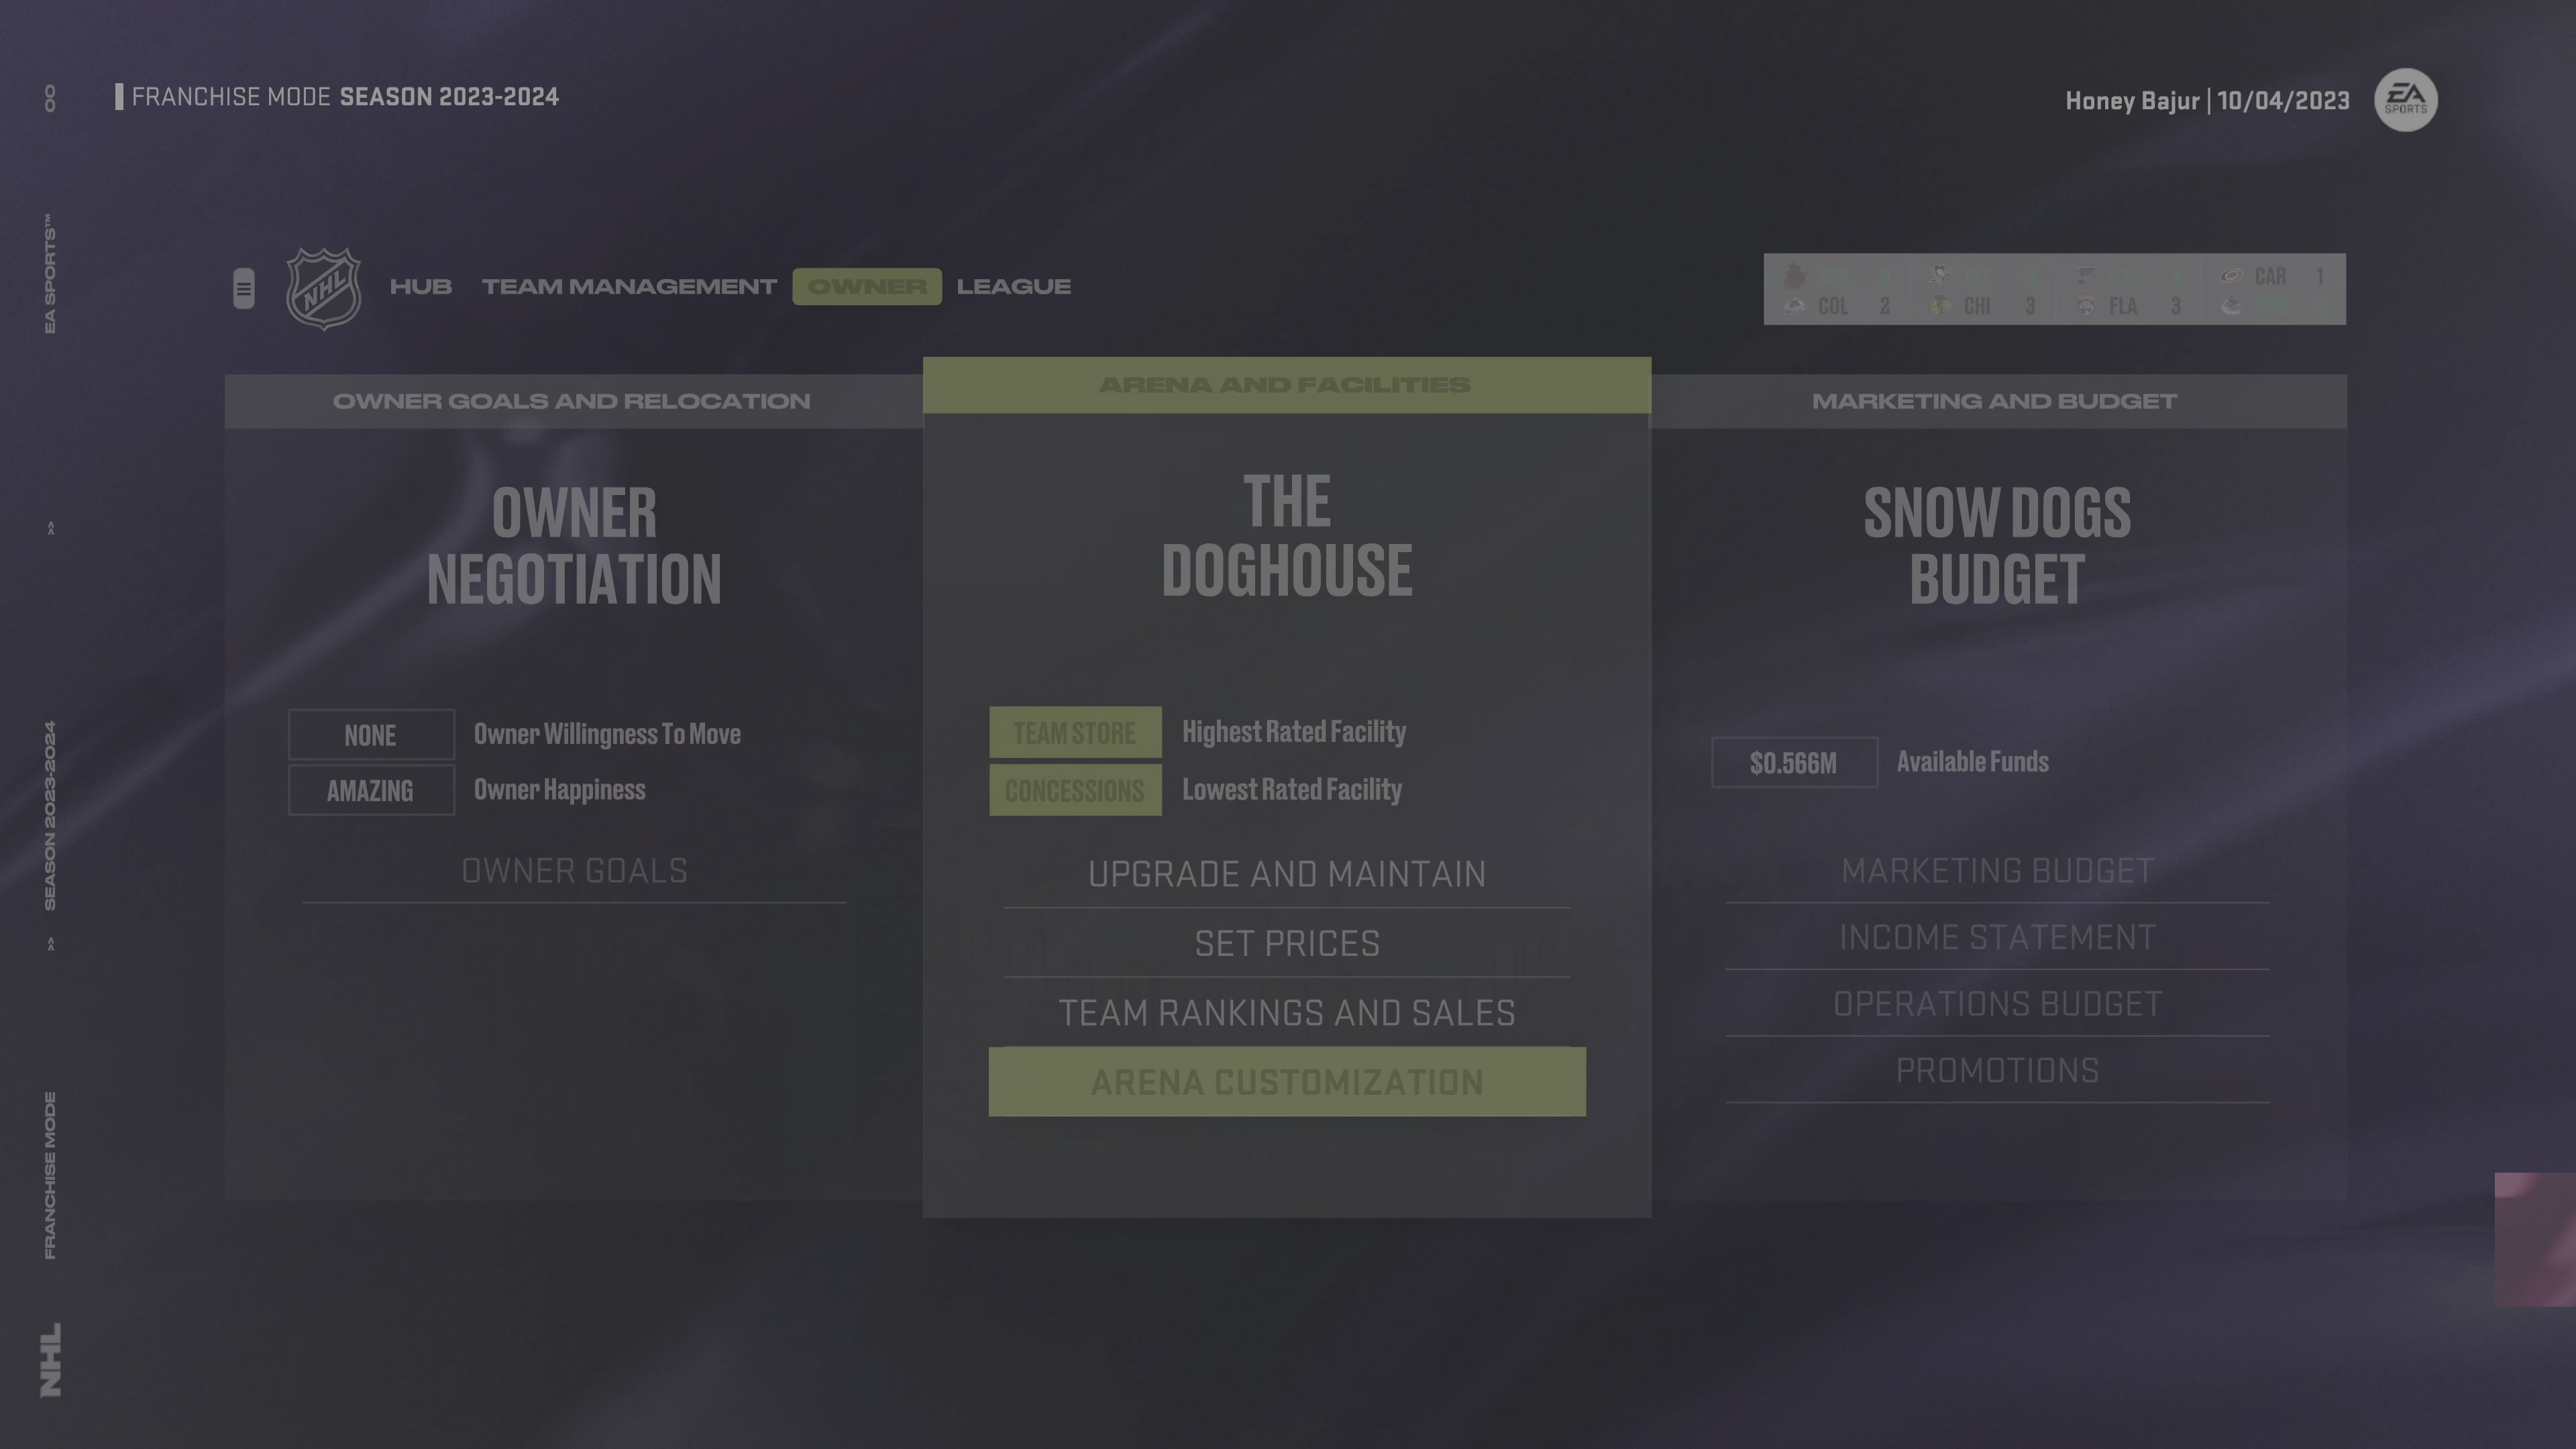 FRANCHISE MODE SEASON 2023-2024
Honey Bajur | 10/04/2023
EA
SPORTS
NHL
HUB
TEAM MANAGEMENT
OWNER
LEAGUE
CAR 1
COL 2
CHI 3
FLA 3
OWNER GOALS AND RELOCATION
OWNER
NEGOTIATION
NONE Owner Willingness To Move
AMAZING Owner Happiness
OWNER GOALS
ARENA AND FACILITIES
THE
DOGHOUSE
TEAM STORE Highest Rated Facility
CONCESSIONS Lowest Rated Facility
UPGRADE AND MAINTAIN
SET PRICES
TEAM RANKINGS AND SALES
ARENA CUSTOMIZATION
MARKETING AND BUDGET
SNOW DOGS
BUDGET
$0.566M Available Funds
MARKETING BUDGET
INCOME STATEMENT
OPERATIONS BUDGET
PROMOTIONS
NHL
FRANCHISE MODE
>>
SEASON 2023-2024
>>
EA SPORTS™